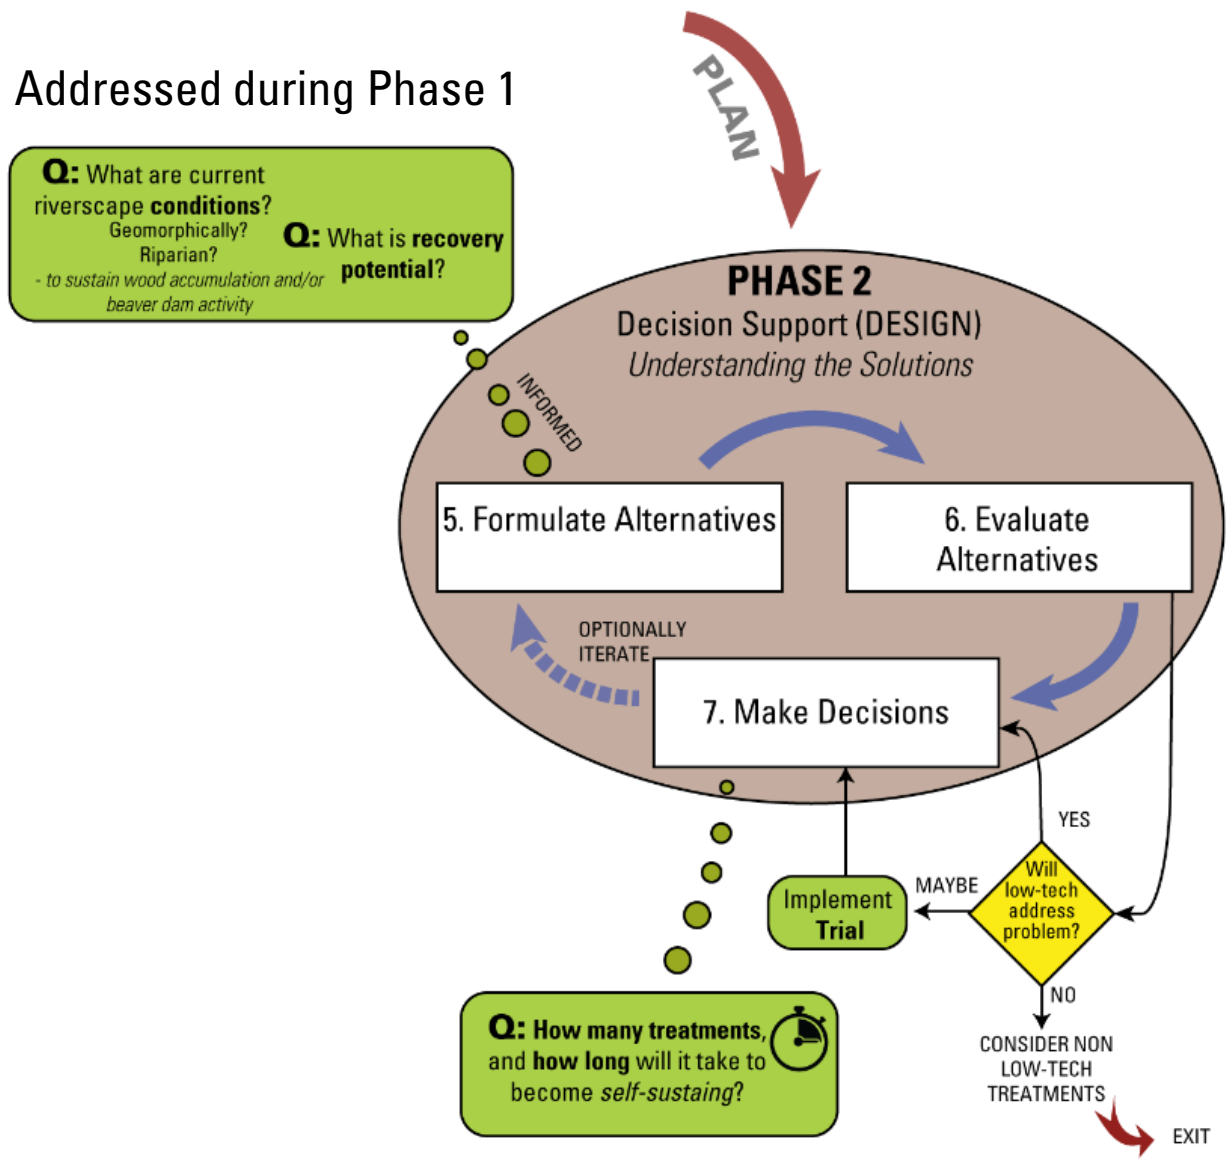 PLAN
Addressed during Phase 1
Q: What are current
riverscape conditions?
Geomorphically?
Riparian?
- to sustain wood accumulation and/or
beaver dam activity
Q: What is recovery
potential?
PHASE 2
Decision Support (DESIGN)
Understanding the Solutions
INFORMED
5. Formulate Alternatives
6. Evaluate
Alternatives
OPTIONALLY
ITERATE
7. Make Decisions
YES
Will
low-tech
address
problem?
MAYBE
Implement
Trial
NO
CONSIDER NON
LOW-TECH
TREATMENTS
EXIT
Q: How many treatments,
and how long will it take to
become self-sustaing?